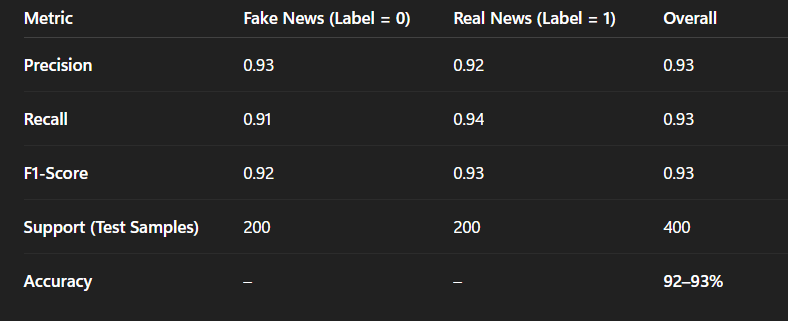 Metric Fake News (Label = 0) Real News (Label = 1) Overall
Precision 0.93 0.92 0.93
Recall 0.91 0.94 0.93
F1-Score 0.92 0.93 0.93
Support (Test Samples) 200 200 400
Accuracy – – 92–93%